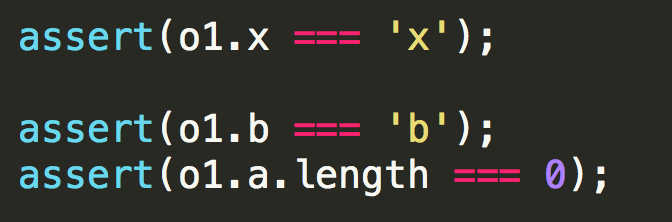 assert(o1.x === 'x');
assert(o1.b === 'b');
assert(o1.a.length === 0);